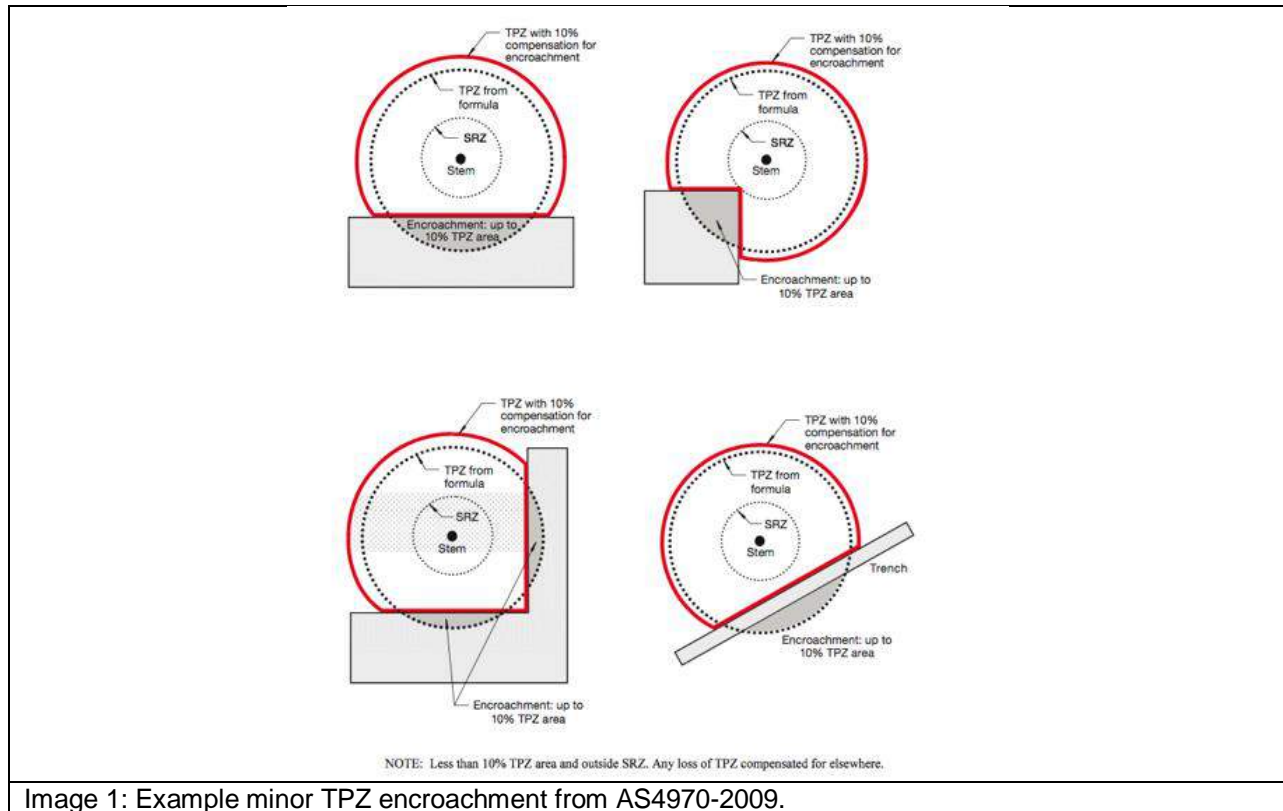 TPZ with 10%
compensation for
encroachment
TPZ from
formula
SRZ
Stem
Encroachment: up to
10% TPZ area
TPZ with 10%
compensation for
encroachment
TPZ from
formula
SRZ
Stem
Encroachment: up to
10% TPZ area
TPZ with 10%
compensation for
encroachment
TPZ from
formula
SRZ
Stem
Encroachment: up to
10% TPZ area
TPZ with 10%
compensation for
encroachment
TPZ from
formula
SRZ
Stem
Trench
Encroachment: up to
10% TPZ area
NOTE: Less than 10% TPZ area and outside SRZ. Any loss of TPZ compensated for elsewhere.
Image 1: Example minor TPZ encroachment from AS4970-2009.